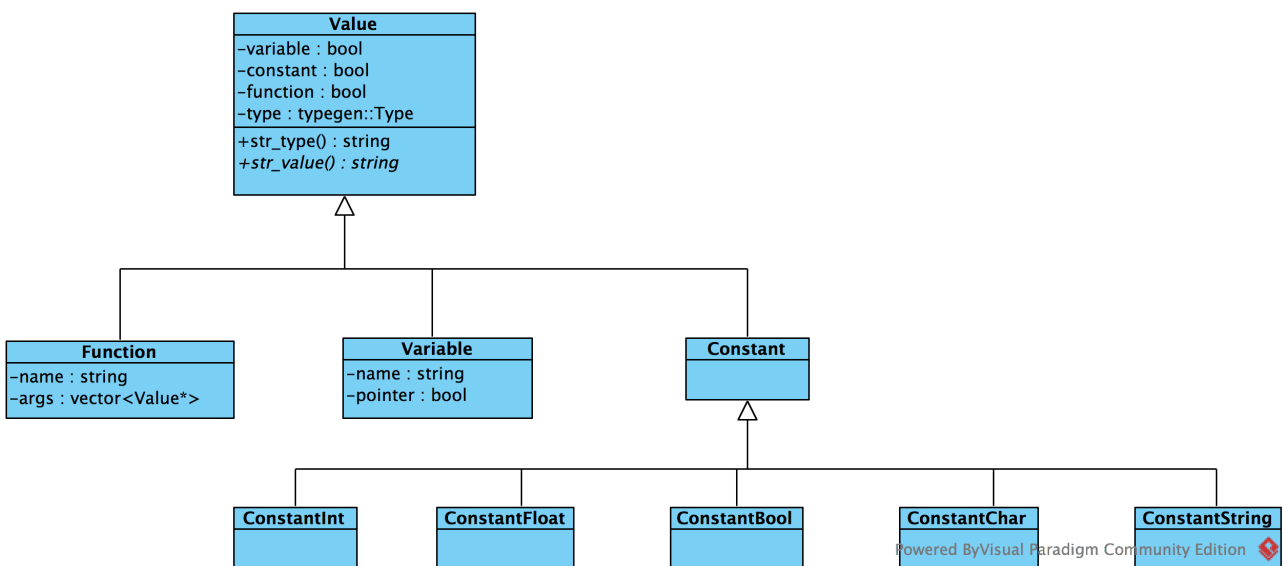 Value
-variable : bool
-constant : bool
-function : bool
-type : typegen::Type
+str_type() : string
+str_value() : string
Function
-name : string
-args : vector<Value*>
Variable
-name : string
-pointer : bool
Constant
ConstantInt
ConstantFloat
ConstantBool
ConstantChar
ConstantString
Powered ByVisual Paradigm Community Edition